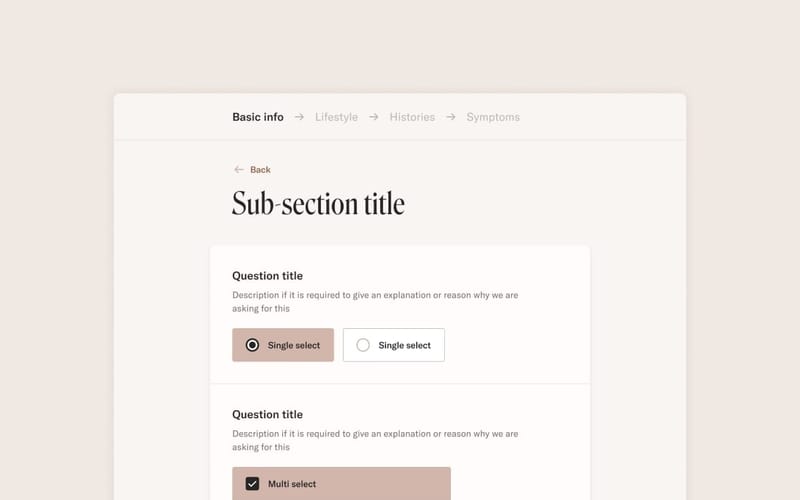 Basic info → Lifestyle → Histories → Symptoms
← Back
Sub-section title
Question title
Description if it is required to give an explanation or reason why we are
asking for this
Single select Single select
Question title
Description if it is required to give an explanation or reason why we are
asking for this
Multi select